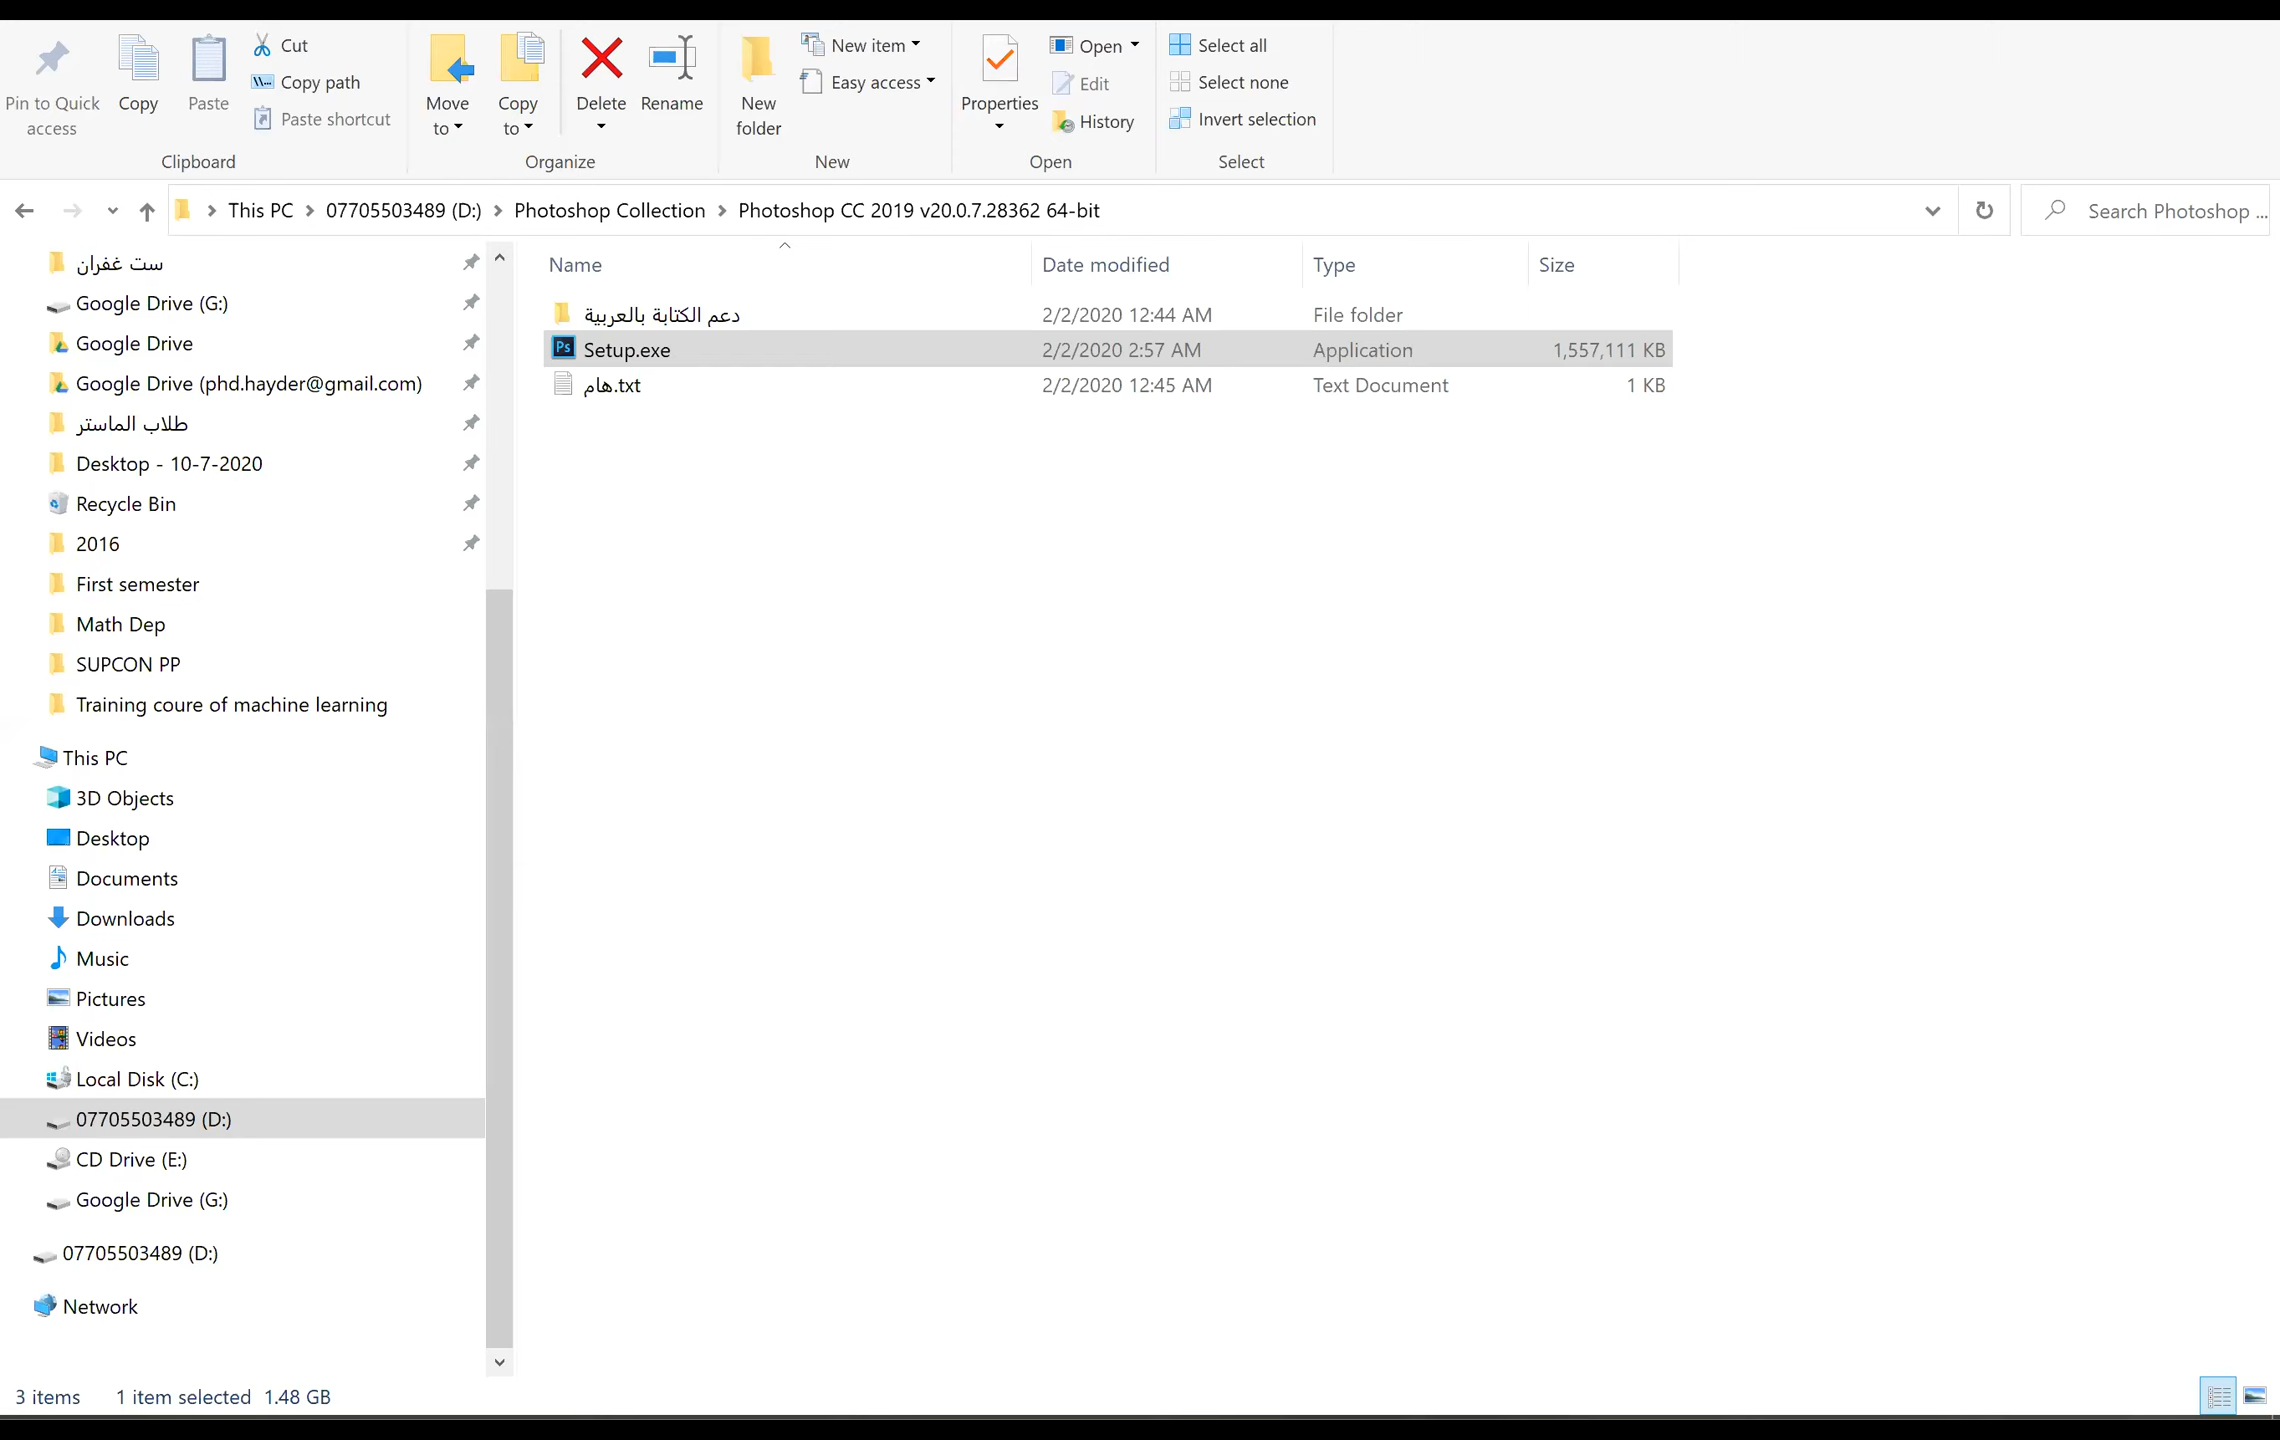 Pin to Quick access
Copy
Paste
Cut
Copy path
Paste shortcut
Clipboard
Move to
Copy to
Delete
Rename
Organize
New folder
New item
Easy access
New
Properties
Open
Edit
History
Open
Select all
Select none
Invert selection
Select
This PC > 07705503489 (D:) > Photoshop Collection > Photoshop CC 2019 v20.0.7.28362 64-bit
Search Photoshop ...
ست غفران
Google Drive (G:)
Google Drive
Google Drive (phd.hayder@gmail.com)
طلاب الماستر
Desktop - 10-7-2020
Recycle Bin
2016
First semester
Math Dep
SUPCON PP
Training coure of machine learning
This PC
3D Objects
Desktop
Documents
Downloads
Music
Pictures
Videos
Local Disk (C:)
07705503489 (D:)
CD Drive (E:)
Google Drive (G:)
07705503489 (D:)
Network
Name Date modified Type Size
دعم الكتابة بالعربية 2/2/2020 12:44 AM File folder
Ps Setup.exe 2/2/2020 2:57 AM Application 1,557,111 KB
هام.txt 2/2/2020 12:45 AM Text Document 1 KB
3 items 1 item selected 1.48 GB